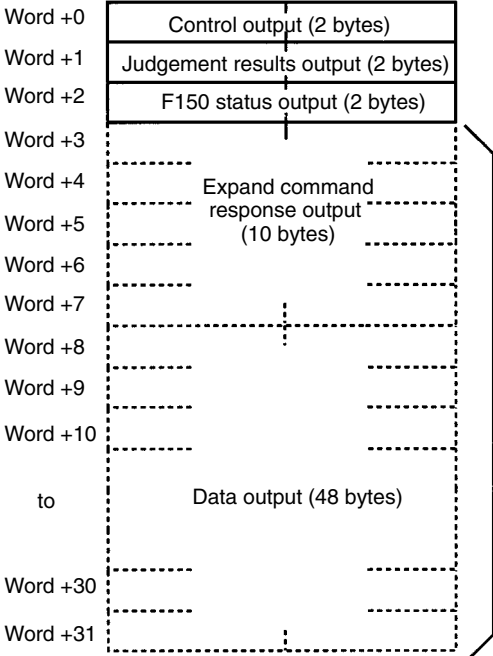 Word +0
Control output (2 bytes)
Word +1
Judgement results output (2 bytes)
Word +2
F150 status output (2 bytes)
Word +3
Word +4
Expand command
response output
(10 bytes)
Word +5
Word +6
Word +7
Word +8
Word +9
Word +10
to
Data output (48 bytes)
Word +30
Word +31